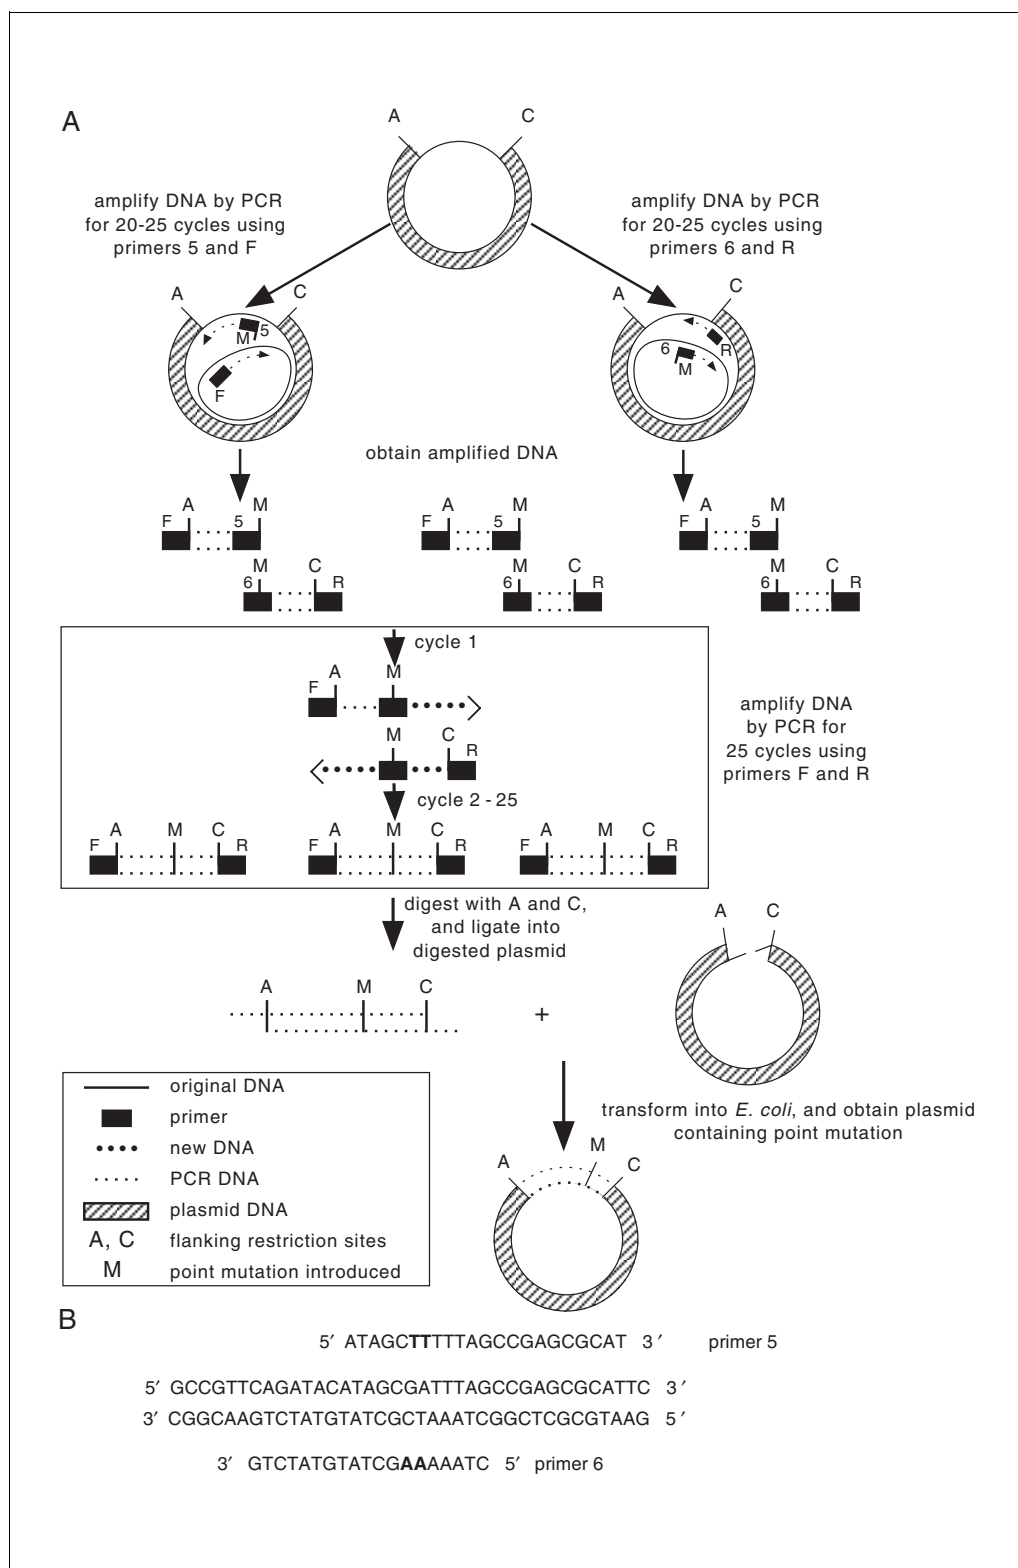 A
A C
amplify DNA by PCR
for 20-25 cycles using
primers 5 and F
amplify DNA by PCR
for 20-25 cycles using
primers 6 and R
A C
5
M
F
A C
6
R
M
obtain amplified DNA
A M
F 5
M C
6 R
A M
F 5
M C
6 R
A M
F 5
M C
6 R
cycle 1
A M
F
M C
R
cycle 2 - 25
A M C
F R
A M C
F R
A M C
F R
amplify DNA
by PCR for
25 cycles using
primers F and R
digest with A and C,
and ligate into
digested plasmid
A C
A M C
+
transform into E. coli, and obtain plasmid
containing point mutation
A M C
original DNA
primer
new DNA
PCR DNA
plasmid DNA
A, C flanking restriction sites
M point mutation introduced
B
5′ ATAGCTTTTTAGCCGAGCGCAT 3′ primer 5
5′ GCCGTTCAGATACATAGCGATTTAGCCGAGCGCATTC 3′
3′ CGGCAAGTCTATGTATCGCTAAATCGGCTCGCGTAAG 5′
3′ GTCTATGTATCGAAAAATC 5′ primer 6